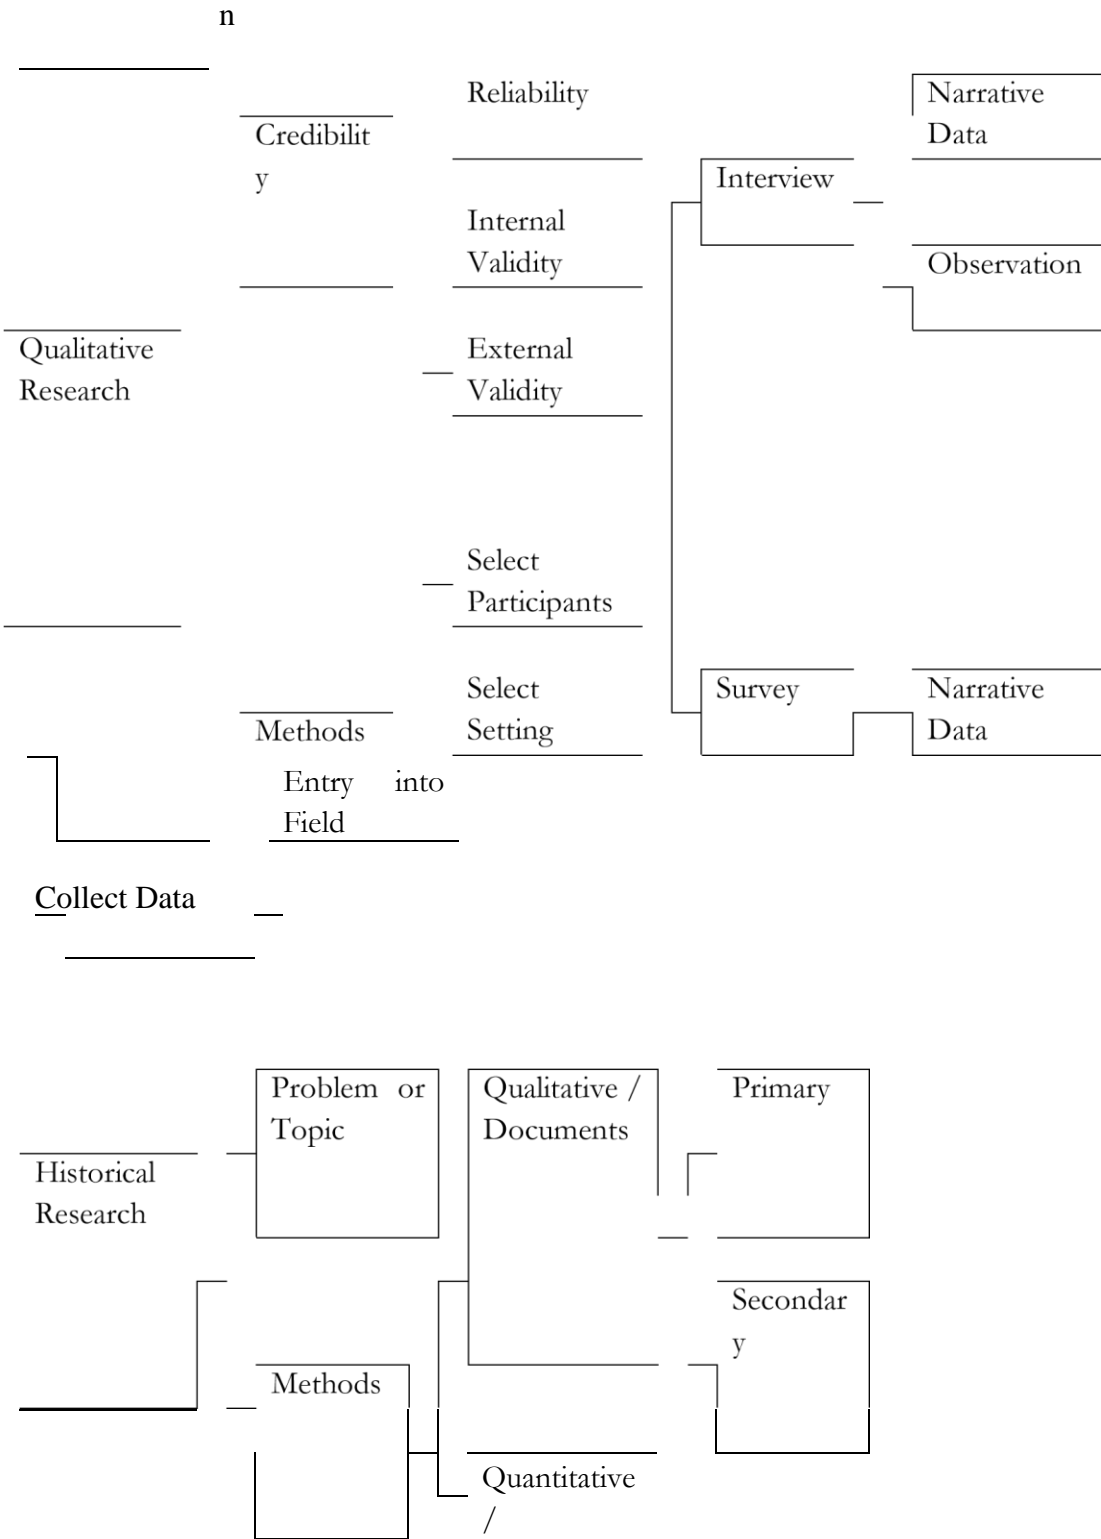 n
Reliability
Narrative
Data
Credibilit
y
Interview
Internal
Validity
Observation
Qualitative
Research
External
Validity
Select
Participants
Select
Setting
Survey
Narrative
Data
Methods
Entry into
Field
Collect Data
Problem or
Topic
Qualitative /
Documents
Primary
Historical
Research
Secondar
y
Methods
Quantitative
/